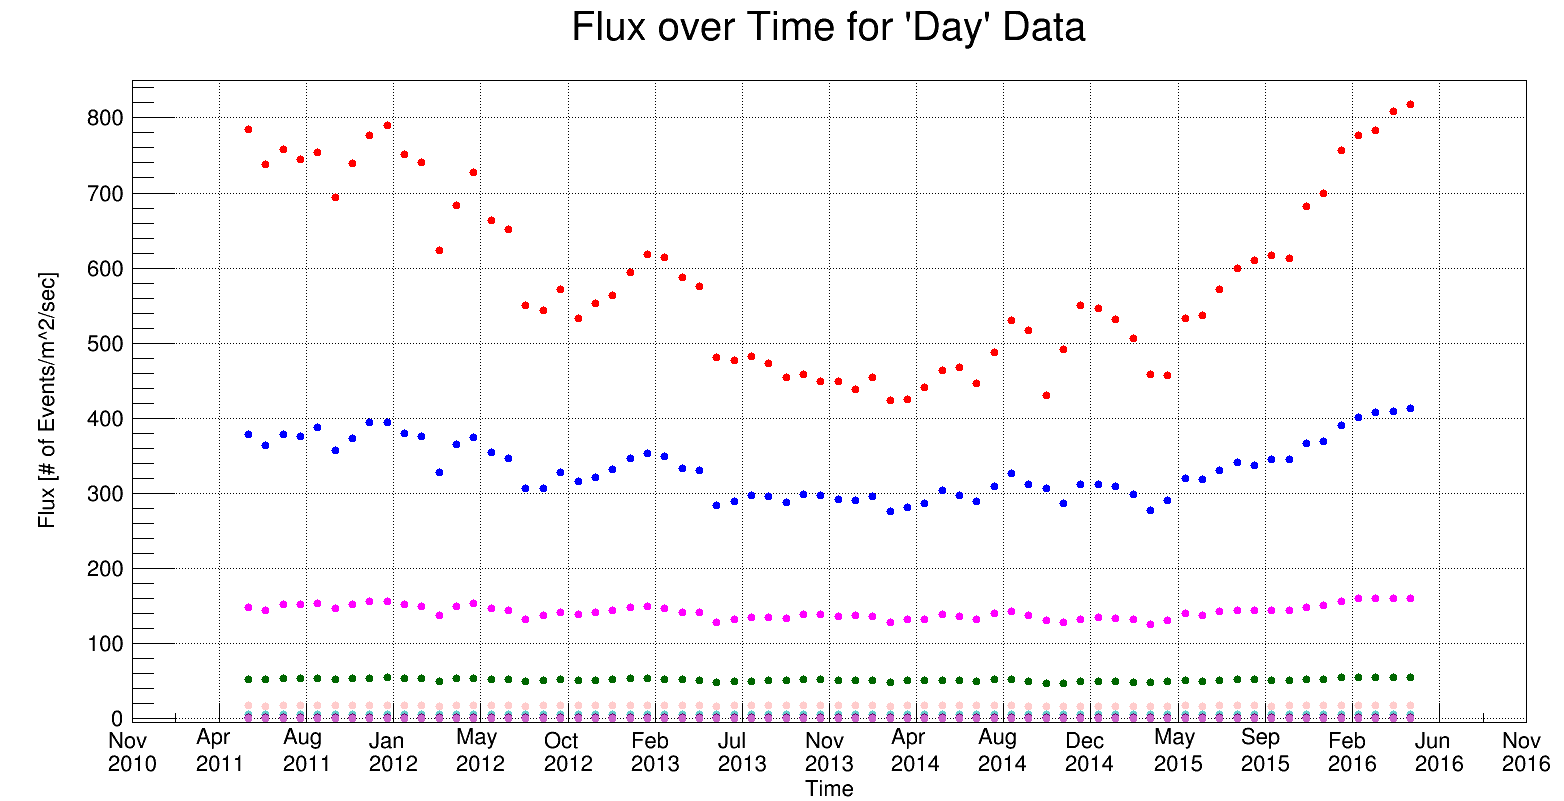 Flux over Time for 'Day' Data
Flux [# of Events/m^2/sec]
800
700
600
500
400
300
200
100
0
Nov 2010
Apr 2011
Aug 2011
Jan 2012
May 2012
Oct 2012
Feb 2013
Jul 2013
Nov 2013
Apr 2014
Aug 2014
Dec 2014
May 2015
Sep 2015
Feb 2016
Jun 2016
Nov 2016
Time